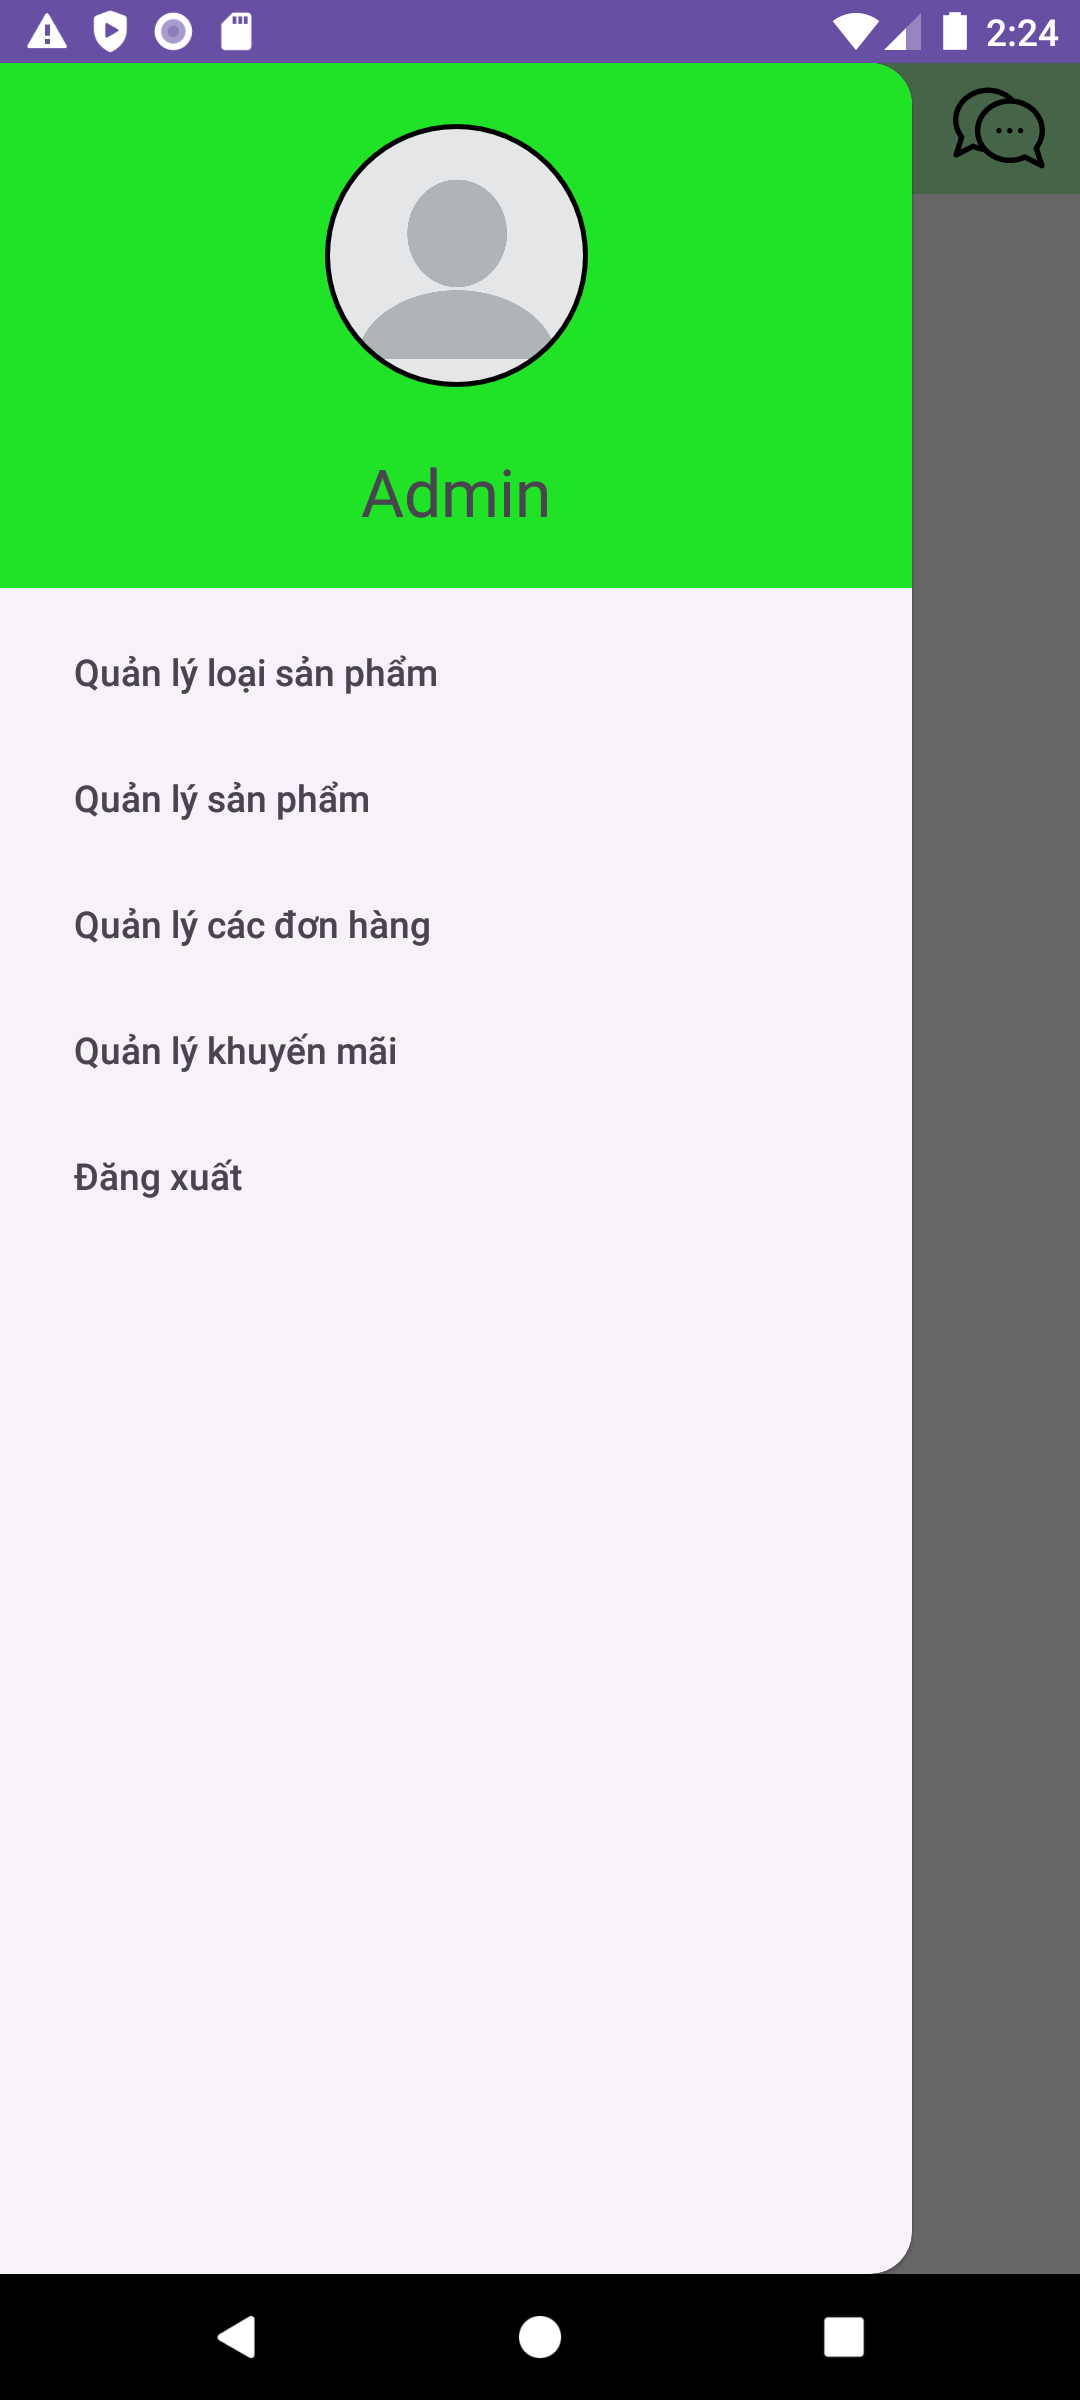 2:24
Admin
Quản lý loại sản phẩm
Quản lý sản phẩm
Quản lý các đơn hàng
Quản lý khuyến mãi
Đăng xuất